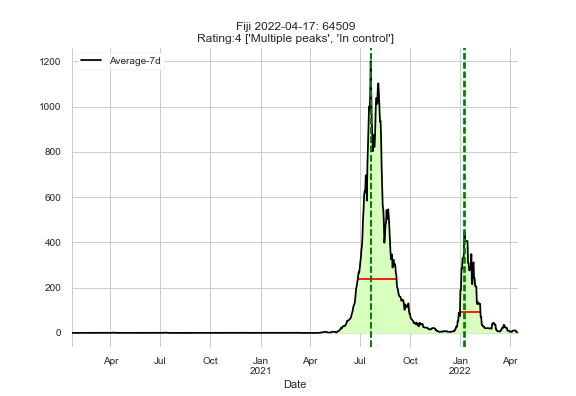 Fiji 2022-04-17: 64509
Rating:4 ['Multiple peaks', 'In control']
Average-7d
1200
1000
800
600
400
200
0
Apr Jul Oct Jan Apr Jul Oct Jan Apr
2021 2022
Date